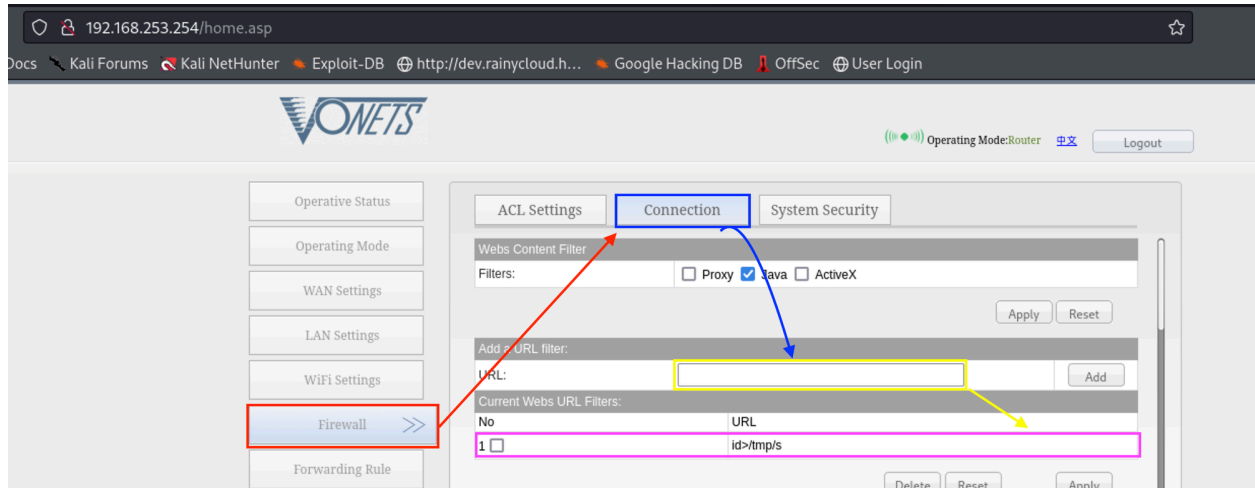 192.168.253.254/home.asp
Docs Kali Forums Kali NetHunter Exploit-DB http://dev.rainycloud.h... Google Hacking DB OffSec User Login
VONETS
Operating Mode:Router 中文 Logout
Operative Status
Operating Mode
WAN Settings
LAN Settings
WiFi Settings
Firewall >>
Forwarding Rule
ACL Settings Connection System Security
Webs Content Filter
Filters: Proxy Java ActiveX
Apply Reset
Add a URL filter:
URL: Add
Current Webs URL Filters:
No URL
1 id>/tmp/s
Delete Reset Apply